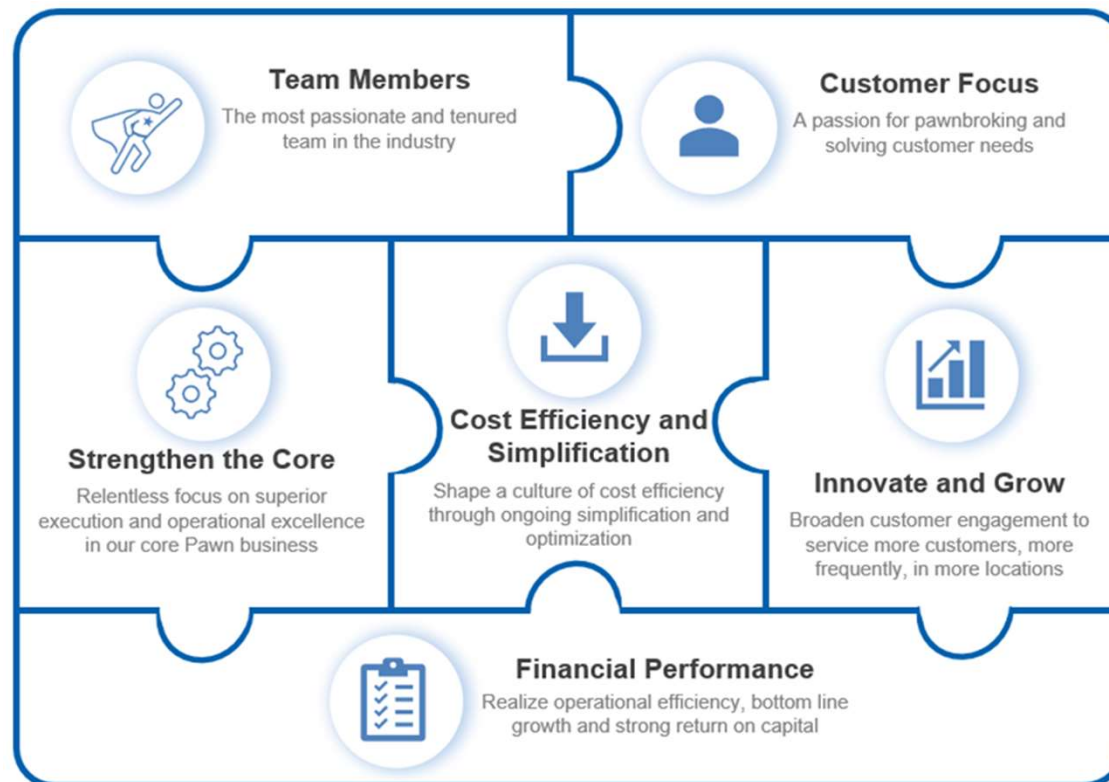 Team Members
The most passionate and tenured
team in the industry
Customer Focus
A passion for pawnbroking and
solving customer needs
Strengthen the Core
Relentless focus on superior
execution and operational excellence
in our core Pawn business
Cost Efficiency and
Simplification
Shape a culture of cost efficiency
through ongoing simplification and
optimization
Innovate and Grow
Broaden customer engagement to
service more customers, more
frequently, in more locations
Financial Performance
Realize operational efficiency, bottom line
growth and strong return on capital